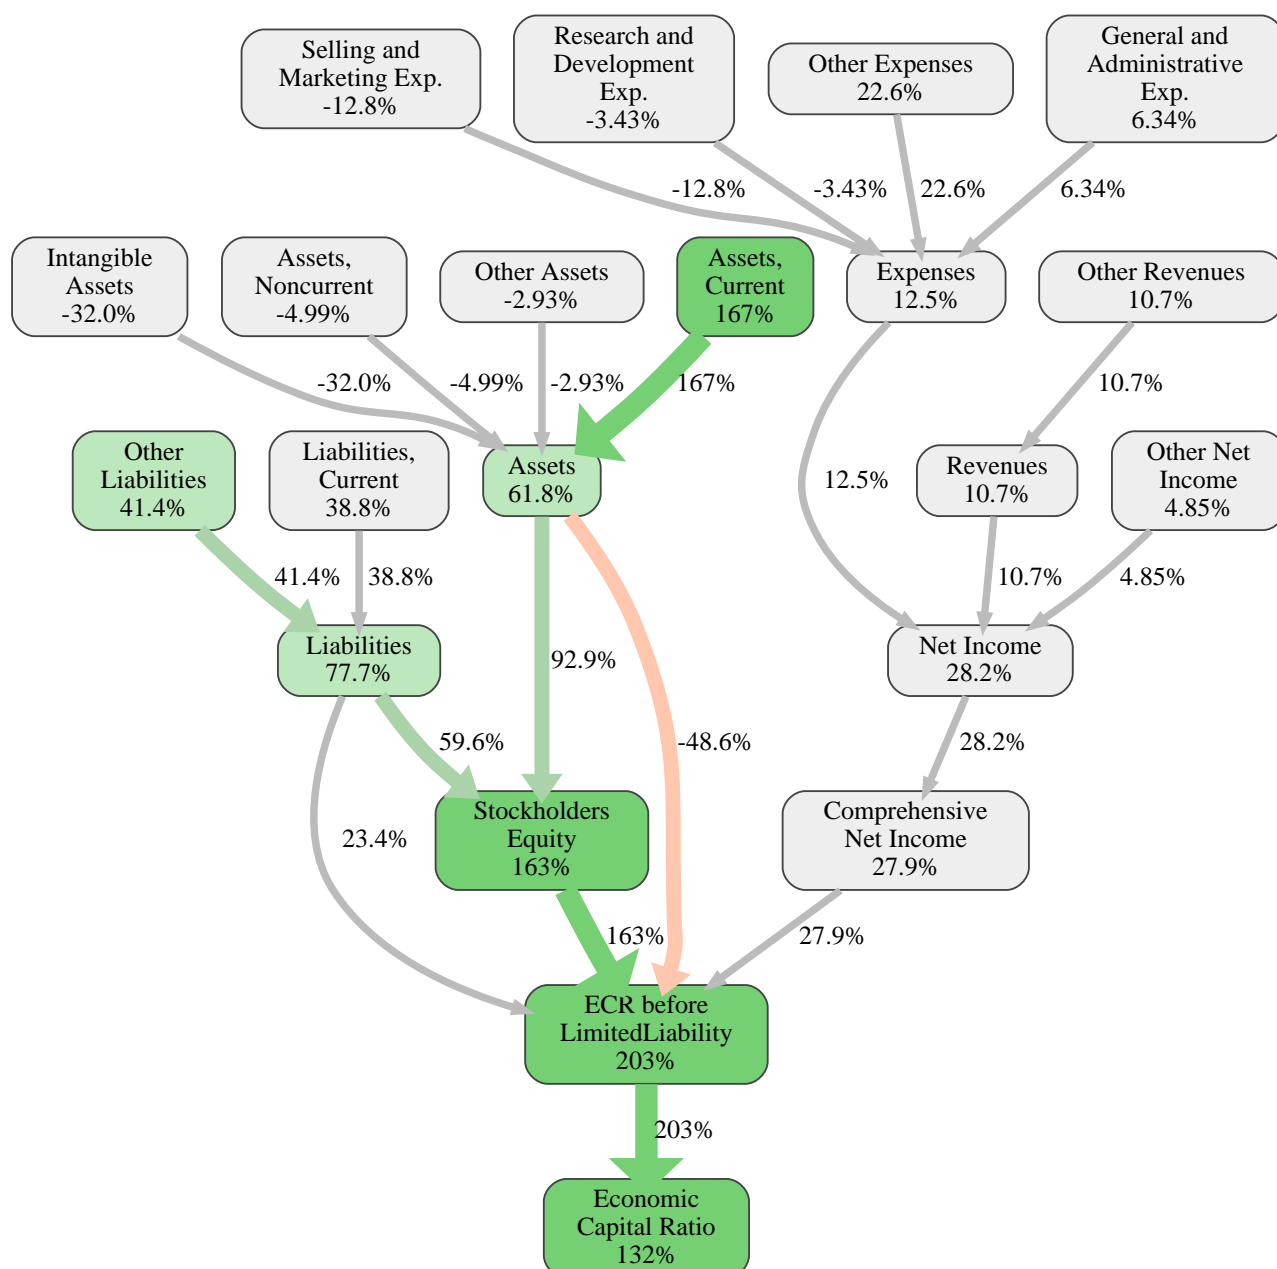 Selling and
Marketing Exp.
-12.8%
Research and
Development
Exp.
-3.43%
Other Expenses
22.6%
General and
Administrative
Exp.
6.34%
-12.8%
-3.43%
22.6%
6.34%
Intangible
Assets
-32.0%
Assets,
Noncurrent
-4.99%
Other Assets
-2.93%
Assets,
Current
167%
Expenses
12.5%
Other Revenues
10.7%
-32.0%
-4.99%
-2.93%
167%
10.7%
Other
Liabilities
41.4%
Liabilities,
Current
38.8%
Assets
61.8%
12.5%
Revenues
10.7%
Other Net
Income
4.85%
41.4%
38.8%
10.7%
4.85%
Liabilities
77.7%
92.9%
Net Income
28.2%
59.6%
-48.6%
28.2%
23.4%
Stockholders
Equity
163%
Comprehensive
Net Income
27.9%
163%
27.9%
ECR before
LimitedLiability
203%
203%
Economic
Capital Ratio
132%